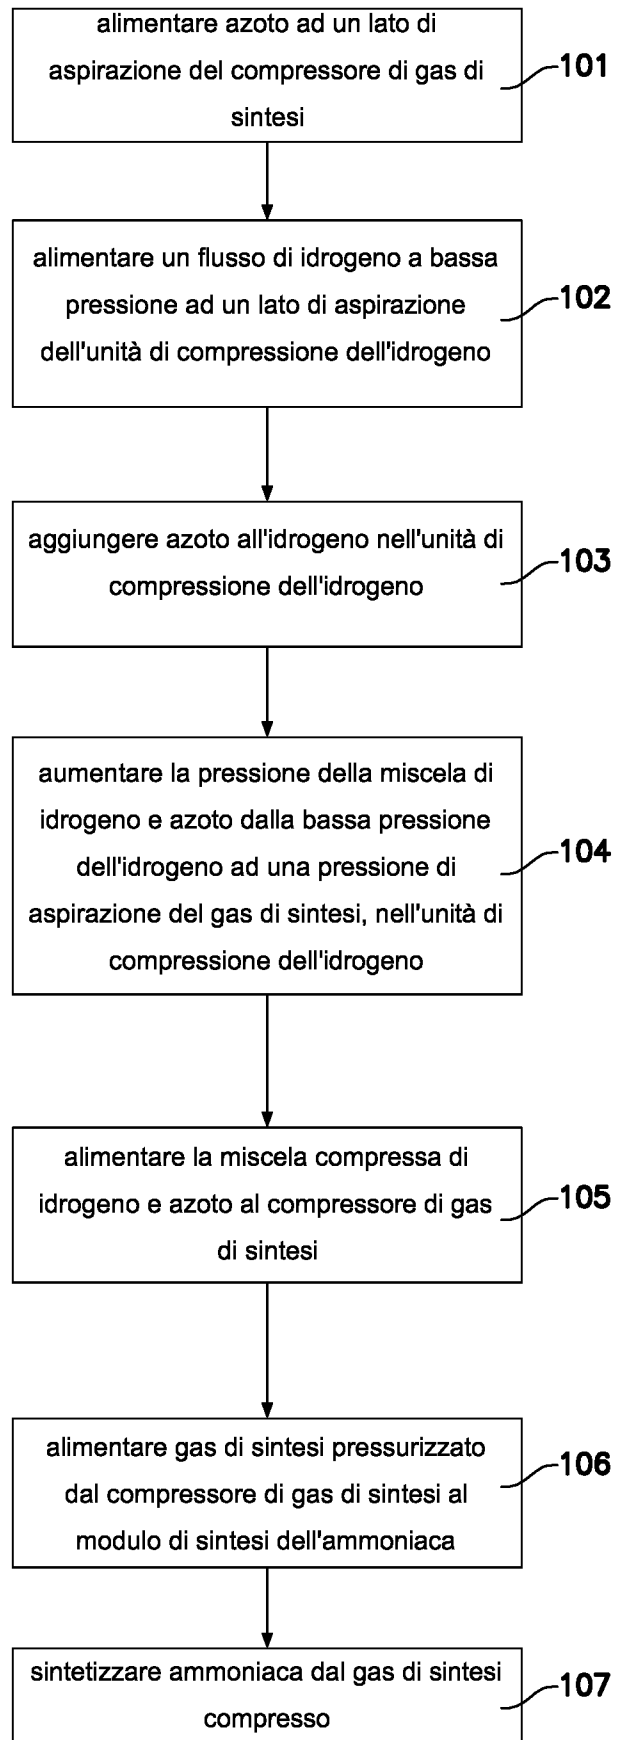 alimentare azoto ad un lato di
aspirazione del compressore di gas di
sintesi
101
alimentare un flusso di idrogeno a bassa
pressione ad un lato di aspirazione
dell'unità di compressione dell'idrogeno
102
aggiungere azoto all'idrogeno nell'unità di
compressione dell'idrogeno
103
aumentare la pressione della miscela di
idrogeno e azoto dalla bassa pressione
dell'idrogeno ad una pressione di
aspirazione del gas di sintesi, nell'unità di
compressione dell'idrogeno
104
alimentare la miscela compressa di
idrogeno e azoto al compressore di gas
di sintesi
105
alimentare gas di sintesi pressurizzato
dal compressore di gas di sintesi al
modulo di sintesi dell'ammoniaca
106
sintetizzare ammoniaca dal gas di sintesi
compresso
107